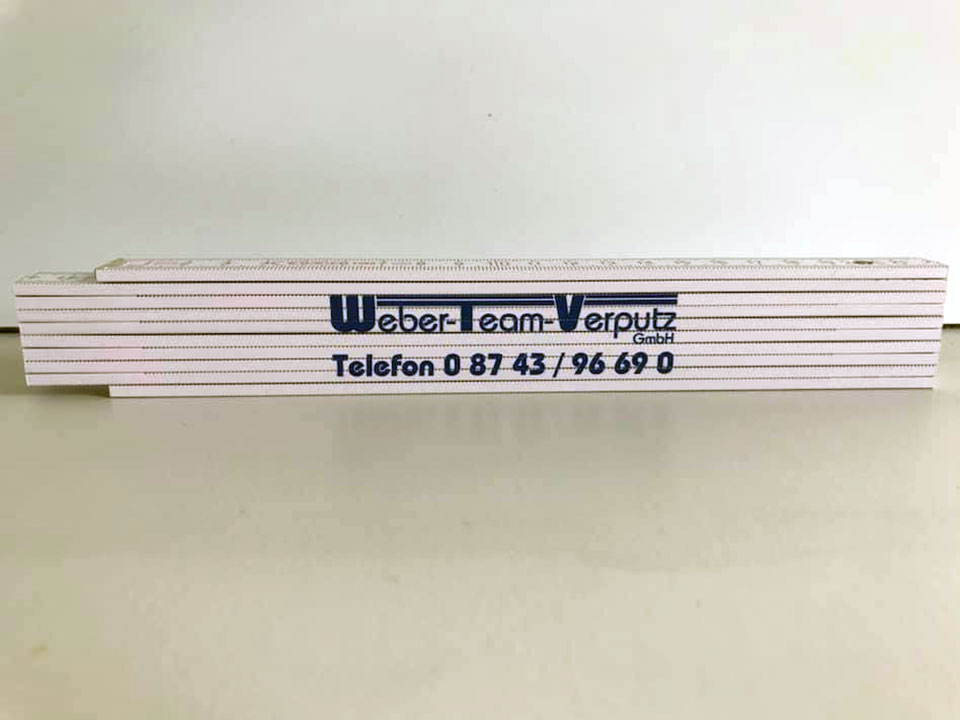 Weber-Team-Verputz
GmbH
Telefon 0 87 43 / 96 69 0